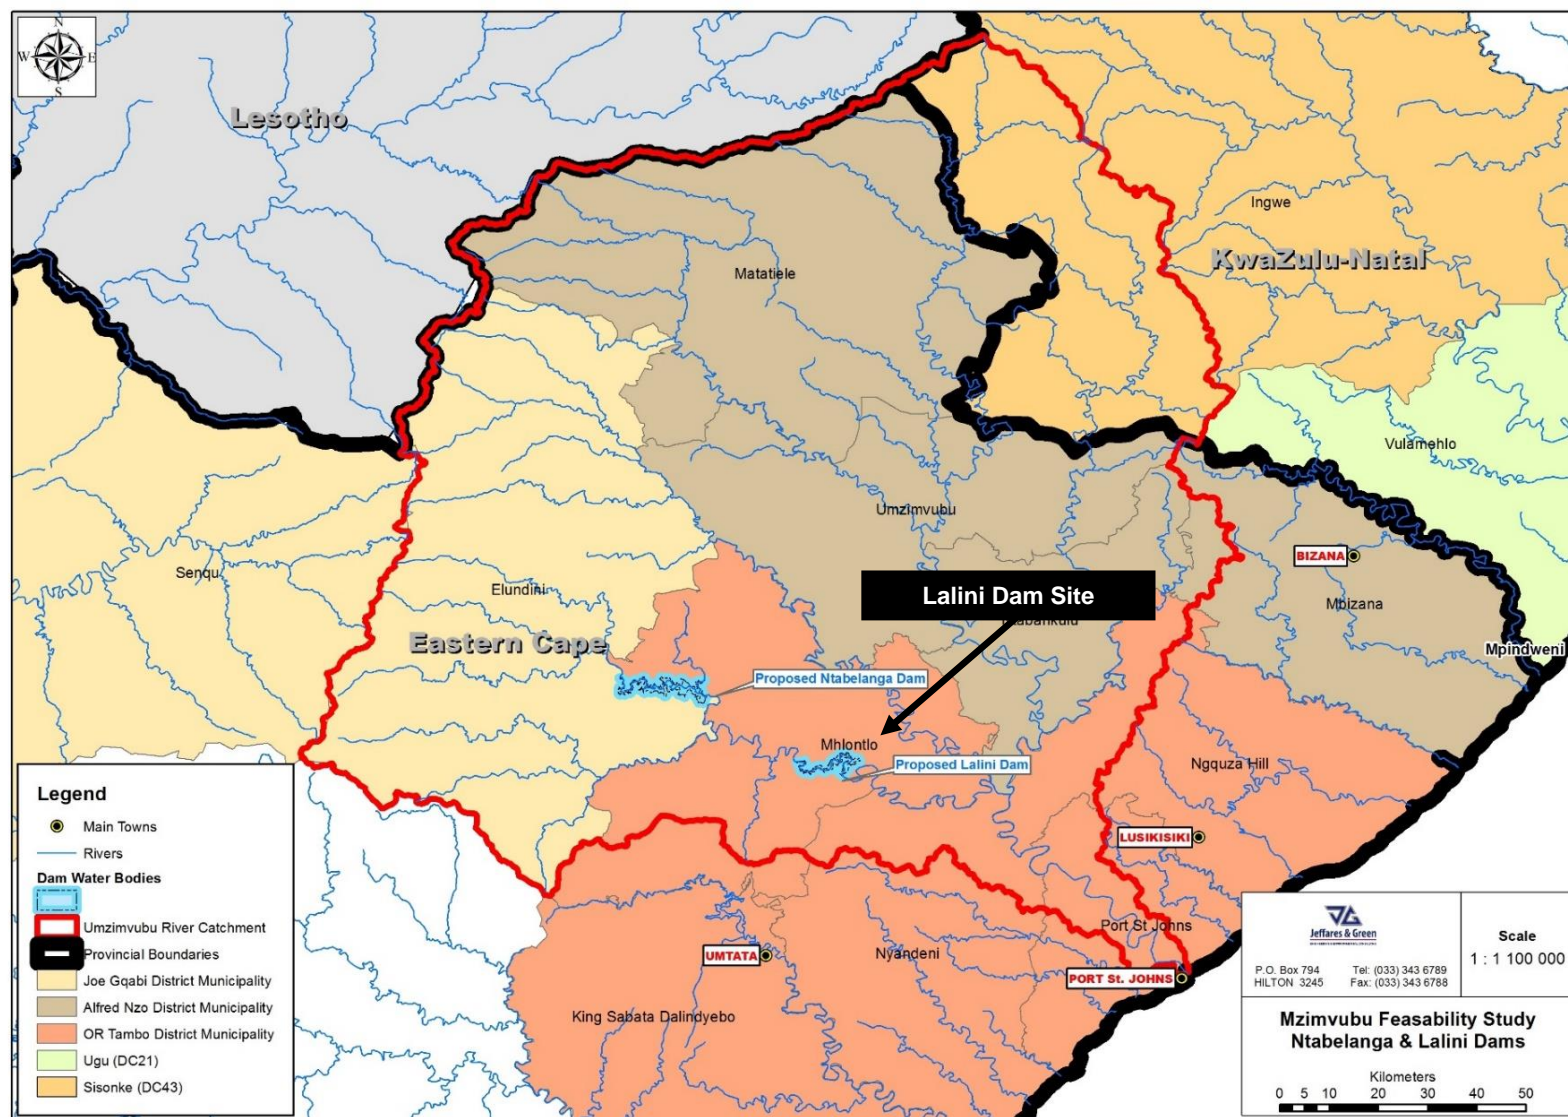 N
W
E
S
Lesotho
Ingwe
KwaZulu-Natal
Matatiele
Vulamehlo
Umzimvubu
BIZANA
Senqu
Elundini
Lalini Dam Site
Mbizana
Eastern Cape
Mpindweni
Proposed Ntabelanga Dam
Mhlontlo
Proposed Lalini Dam
Ngquza Hill
LUSIKISIKI
Port St Johns
UMTATA
Nyandeni
PORT St. JOHNS
King Sabata Dalindyebo
Legend
Main Towns
Rivers
Dam Water Bodies
Umzimvubu River Catchment
Provincial Boundaries
Joe Gqabi District Municipality
Alfred Nzo District Municipality
OR Tambo District Municipality
Ugu (DC21)
Sisonke (DC43)
Jeffares & Green
P.O. Box 794 Tel: (033) 343 6789
HILTON 3245 Fax: (033) 343 6788
Scale
1 : 1 100 000
Mzimvubu Feasability Study
Ntabelanga & Lalini Dams
Kilometers
0 5 10 20 30 40 50